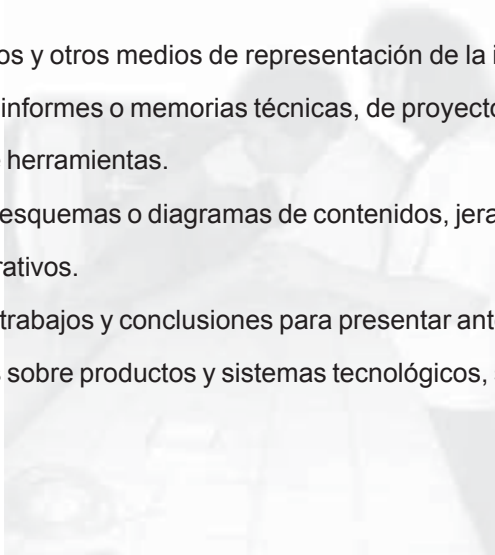 os y otros medios de representación de la i
informes o memorias técnicas, de proyecto
herramientas.
esquemas o diagramas de contenidos, jera
rativos.
trabajos y conclusiones para presentar ant
sobre productos y sistemas tecnológicos,